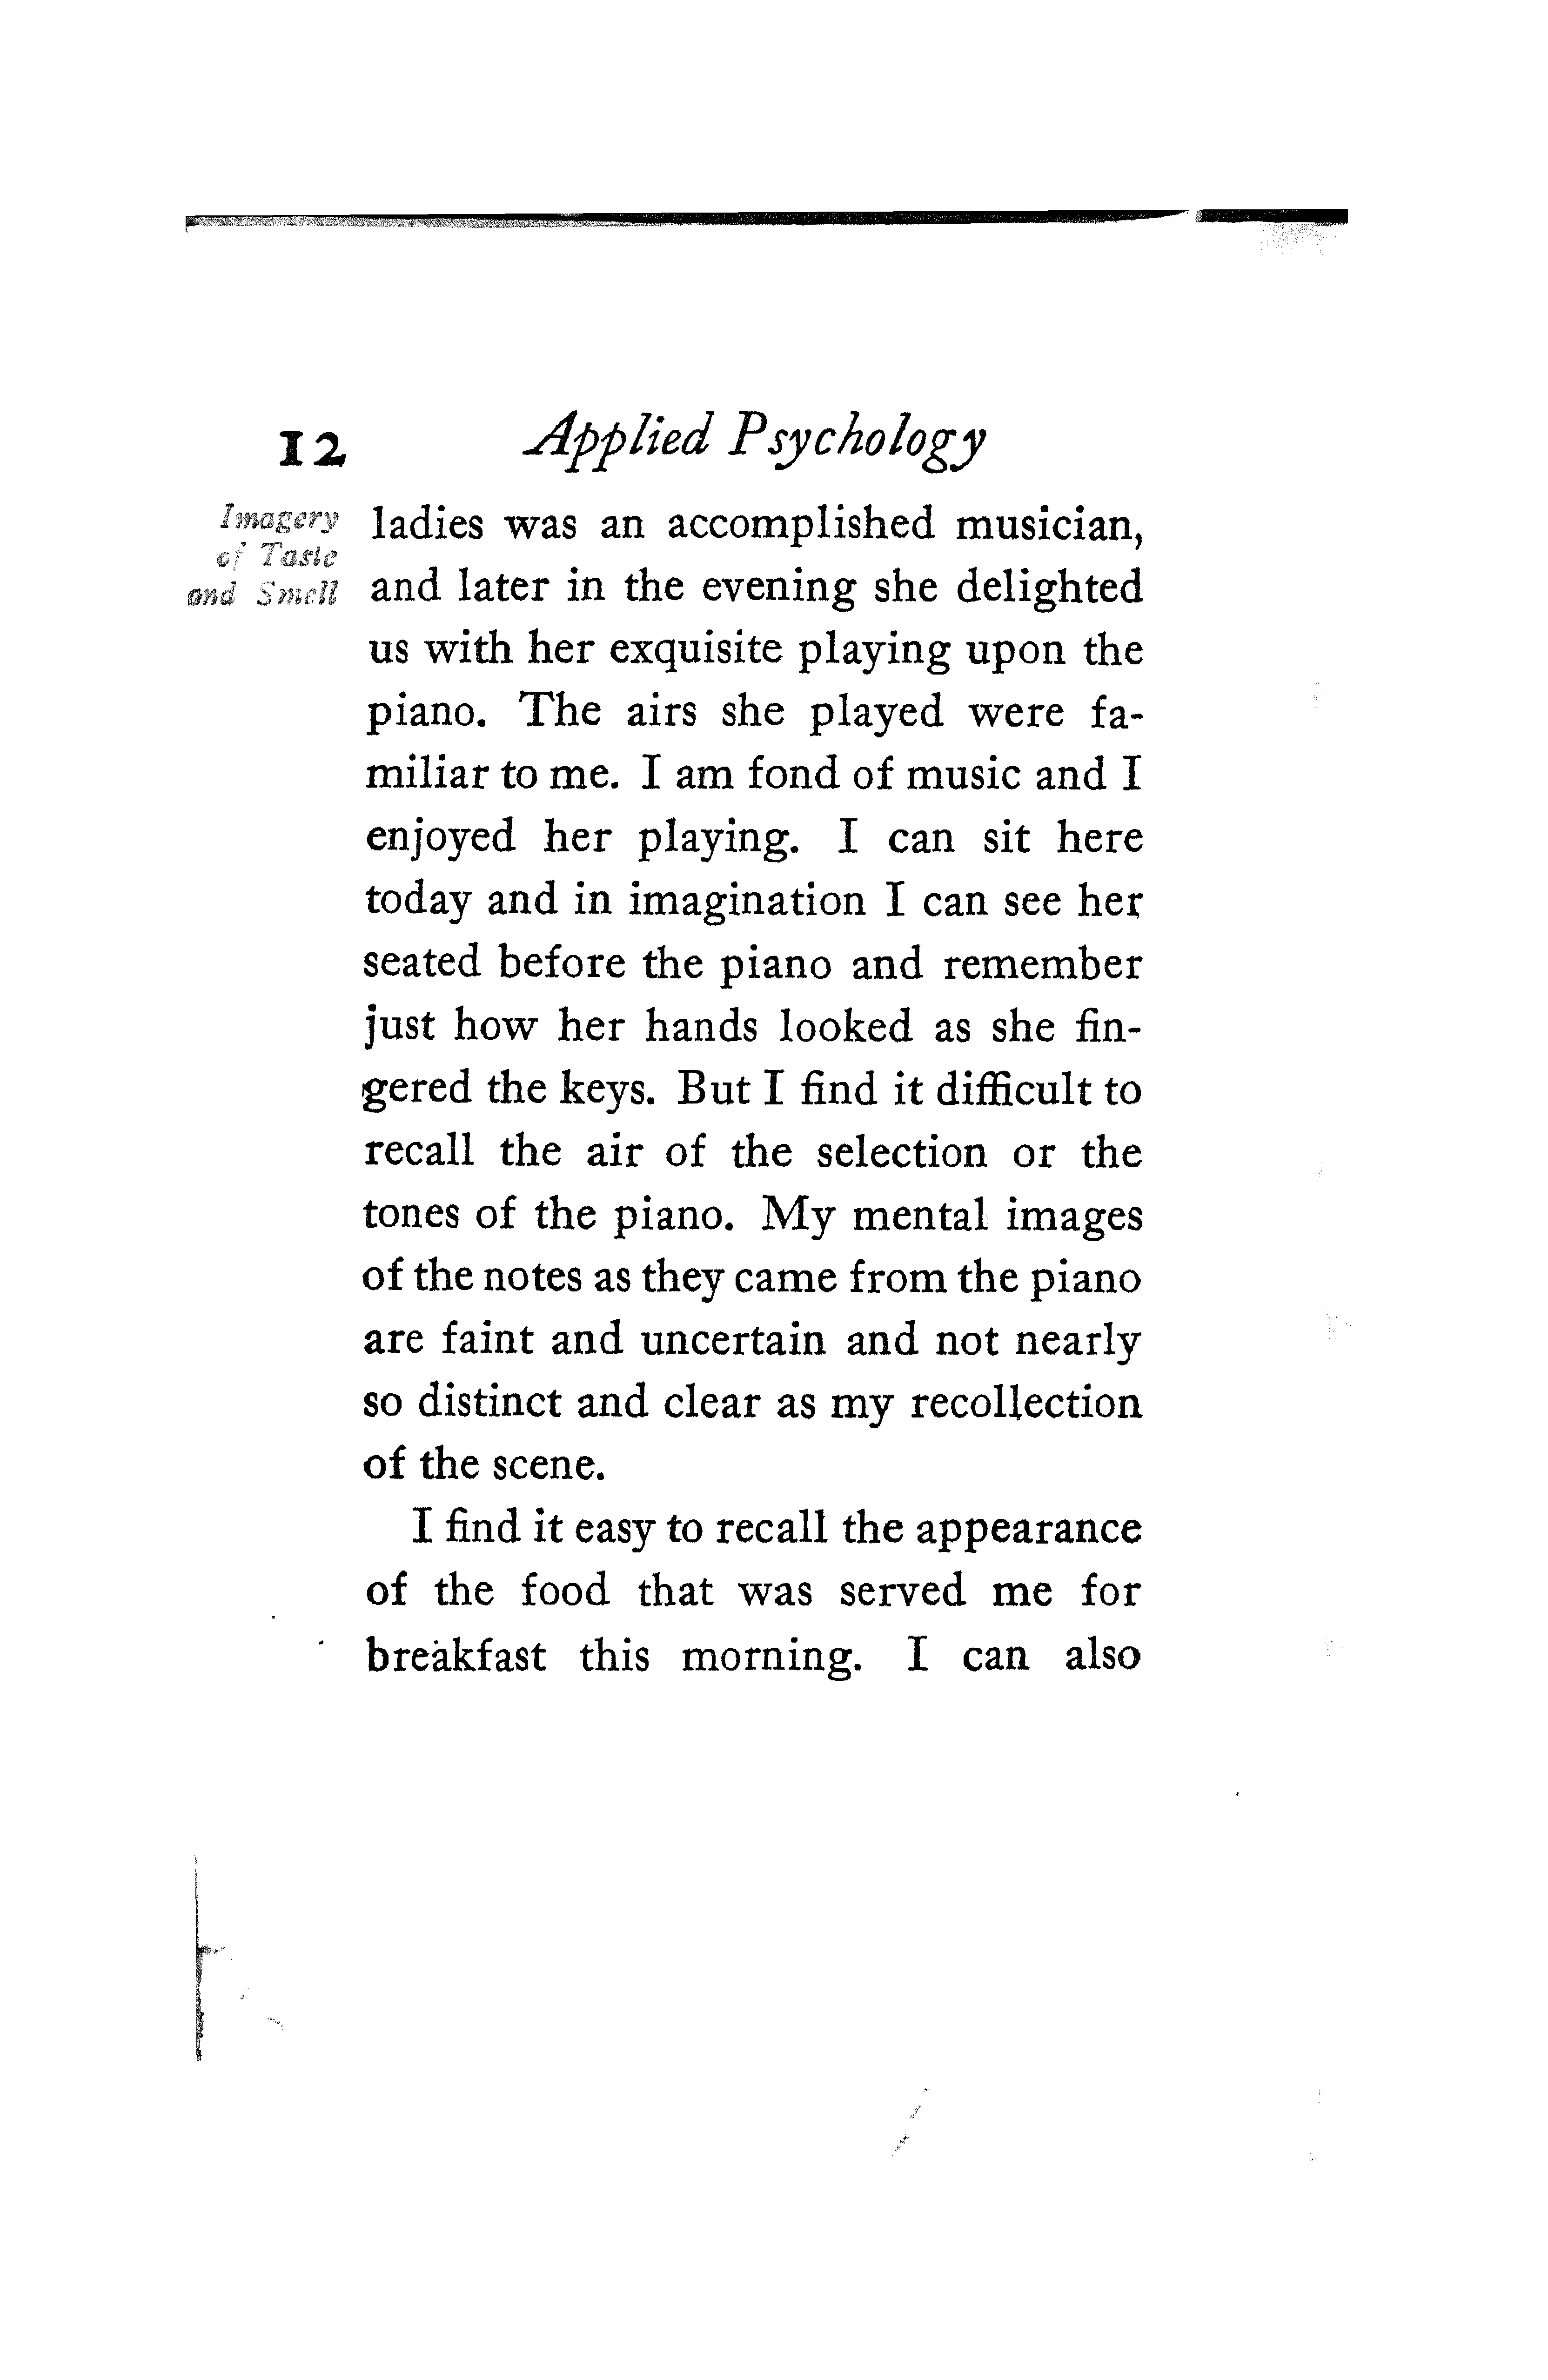 12 Applied Psychology
Imagery
of Taste
and Smell
ladies was an accomplished musician,
and later in the evening she delighted
us with her exquisite playing upon the
piano. The airs she played were fa-
miliar to me. I am fond of music and I
enjoyed her playing. I can sit here
today and in imagination I can see her
seated before the piano and remember
just how her hands looked as she fin-
gered the keys. But I find it difficult to
recall the air of the selection or the
tones of the piano. My mental images
of the notes as they came from the piano
are faint and uncertain and not nearly
so distinct and clear as my recollection
of the scene.
I find it easy to recall the appearance
of the food that was served me for
breakfast this morning. I can also